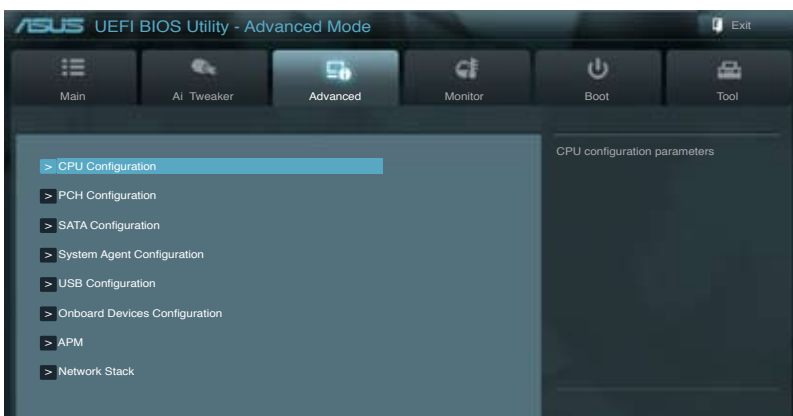 ASUS UEFI BIOS Utility - Advanced Mode
Exit
Main Ai Tweaker Advanced Monitor Boot Tool
> CPU Configuration
CPU configuration parameters
> PCH Configuration
> SATA Configuration
> System Agent Configuration
> USB Configuration
> Onboard Devices Configuration
> APM
> Network Stack